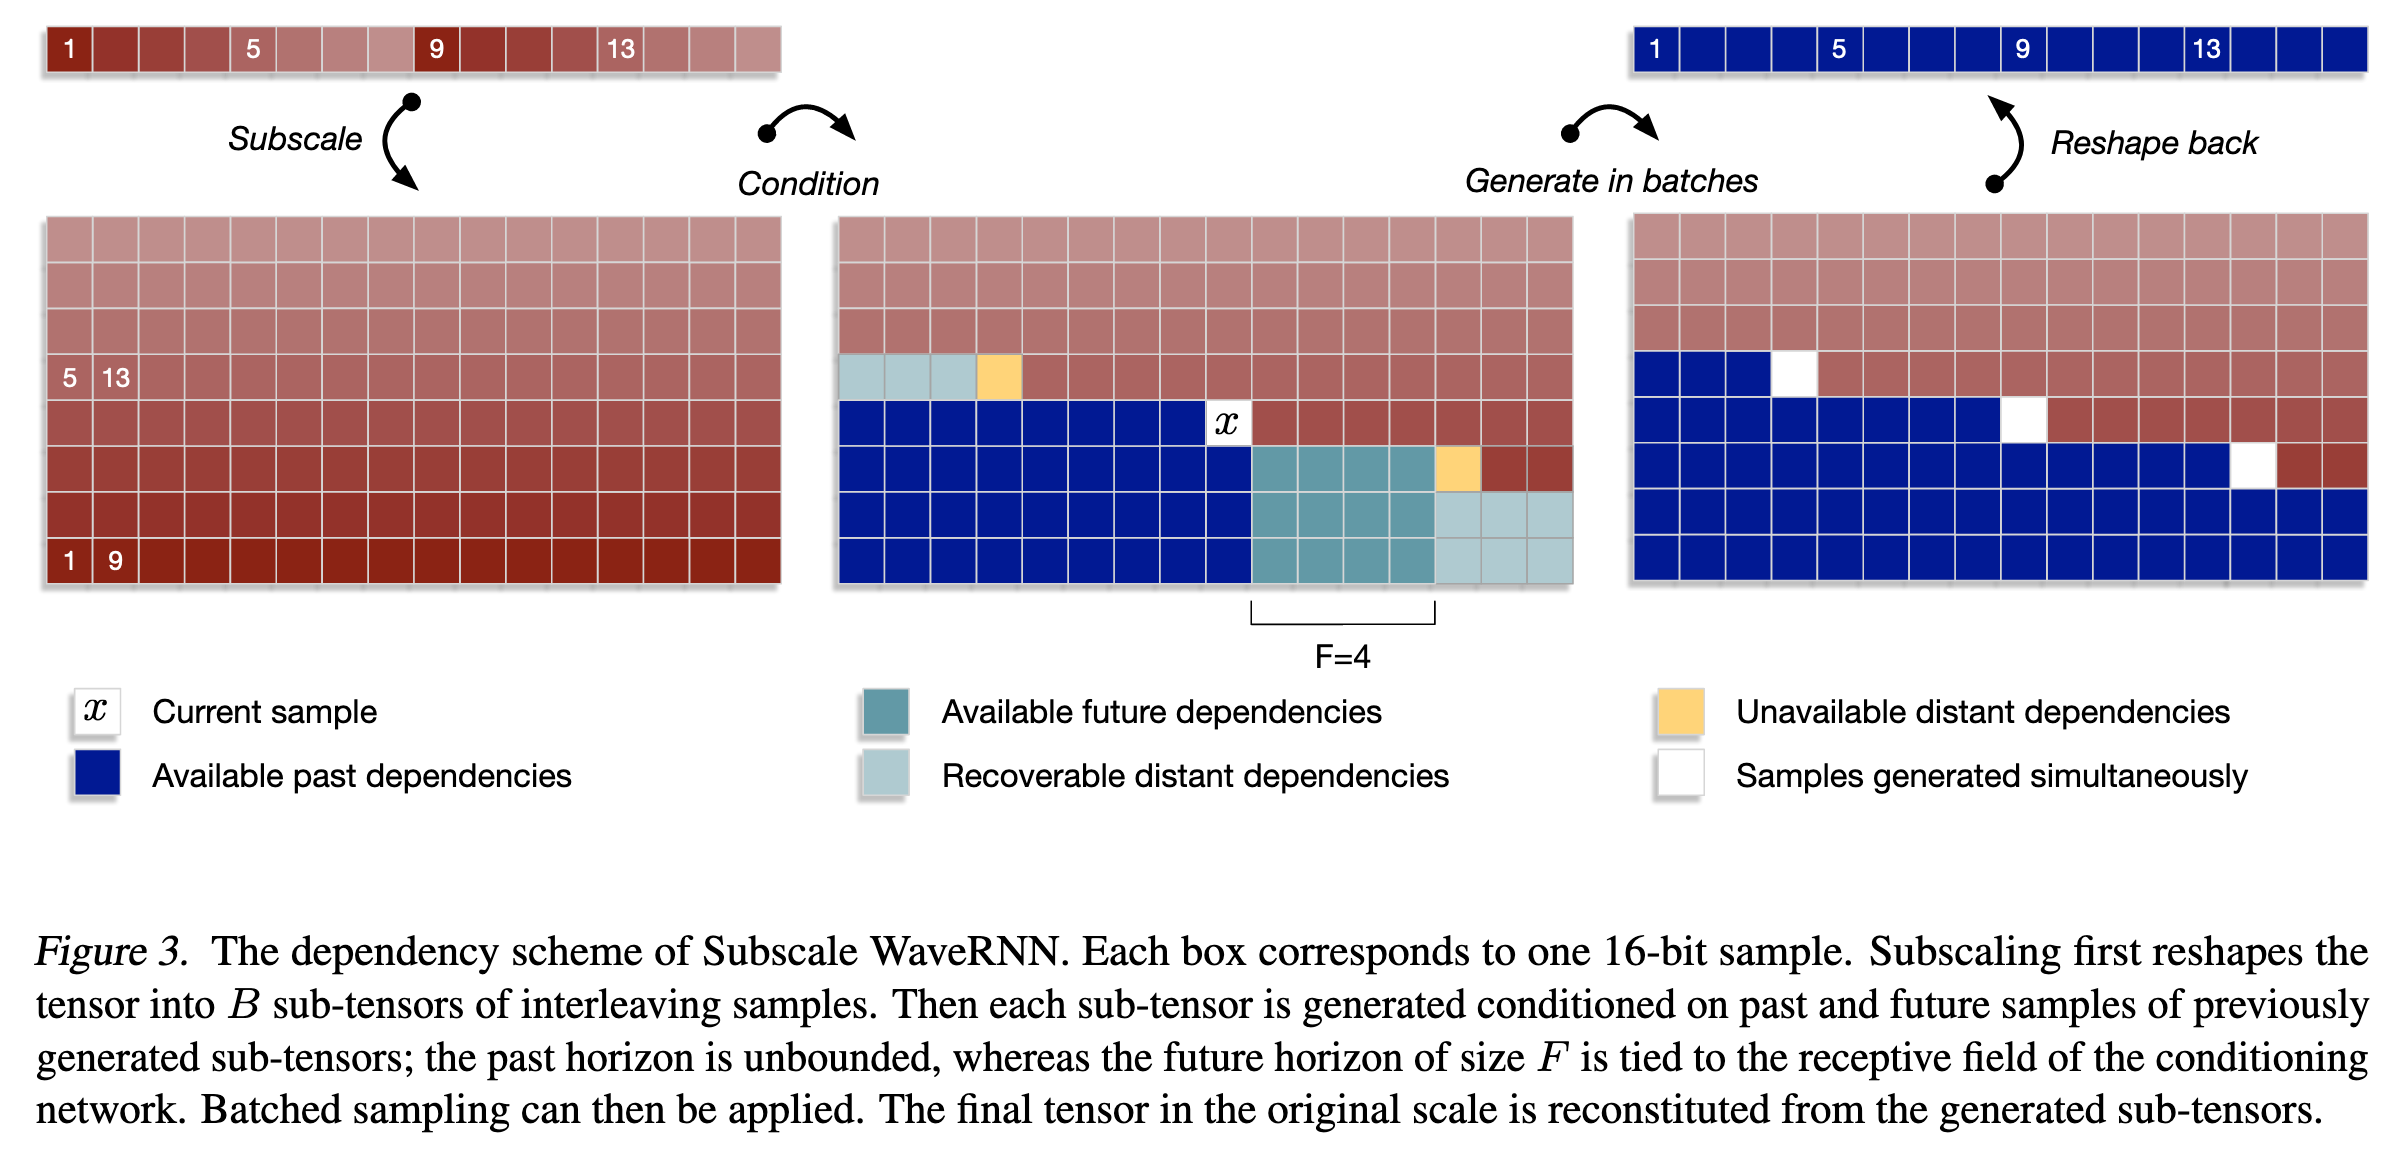 1 5 9 13
1 5 9 13
Subscale
Condition
Generate in batches
Reshape back
5 13
x
1 9
F=4
x Current sample
Available future dependencies
Unavailable distant dependencies
Available past dependencies
Recoverable distant dependencies
Samples generated simultaneously
Figure 3. The dependency scheme of Subscale WaveRNN. Each box corresponds to one 16-bit sample. Subscaling first reshapes the
tensor into B sub-tensors of interleaving samples. Then each sub-tensor is generated conditioned on past and future samples of previously
generated sub-tensors; the past horizon is unbounded, whereas the future horizon of size F is tied to the receptive field of the conditioning
network. Batched sampling can then be applied. The final tensor in the original scale is reconstituted from the generated sub-tensors.